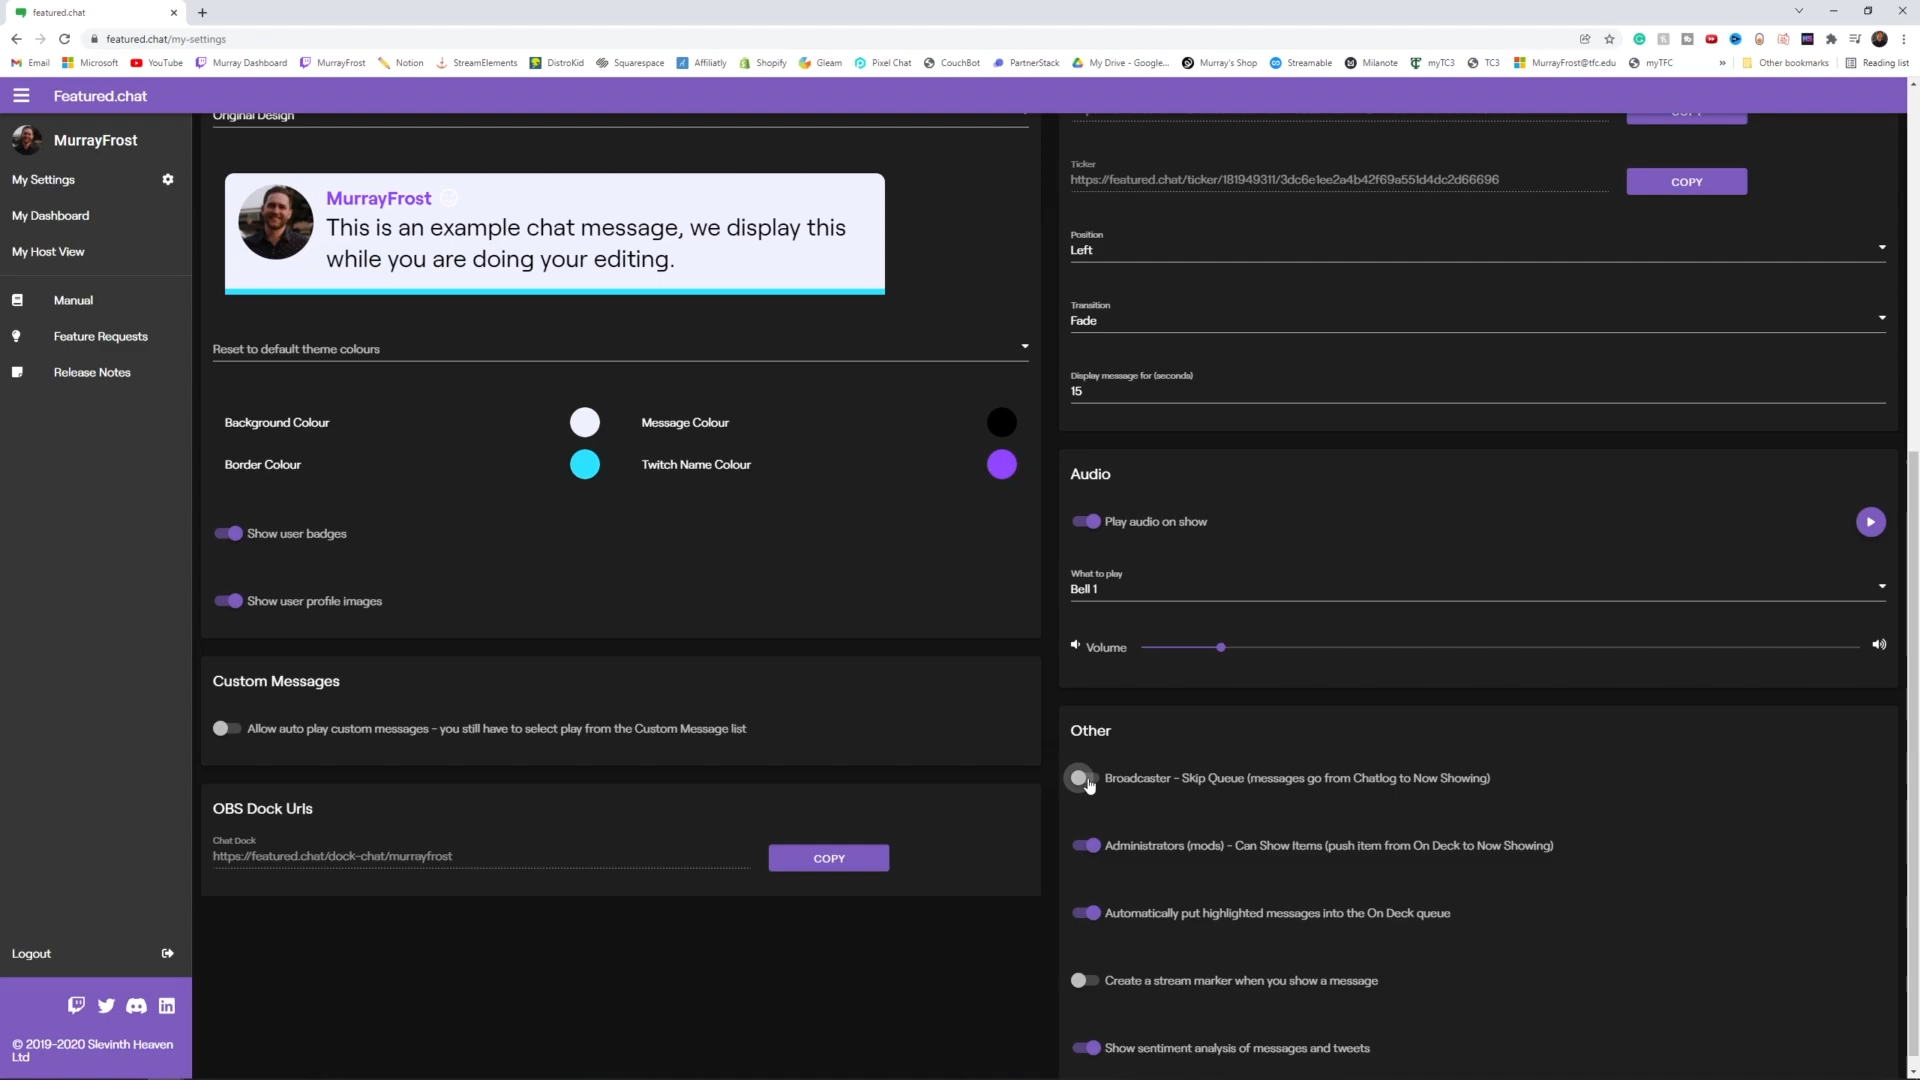 featured.chat
featured.chat/my-settings
Email
Microsoft
YouTube
Murray Dashboard
MurrayFrost
Notion
StreamElements
DistroKid
Squarespace
Affiliatly
Shopify
Gleam
Pixel Chat
CouchBot
PartnerStack
My Drive - Google...
Murray's Shop
Streamable
Milanote
myTC3
TC3
MurrayFrost@tfc.edu
myTFC
»
Other bookmarks
Reading list
Featured.chat
MurrayFrost
My Settings
My Dashboard
My Host View
Manual
Feature Requests
Release Notes
Logout
© 2019-2020 Slevinth Heaven
Ltd
Original Design
MurrayFrost
This is an example chat message, we display this
while you are doing your editing.
Reset to default theme colours
Background Colour
Message Colour
Border Colour
Twitch Name Colour
Show user badges
Show user profile images
Custom Messages
Allow auto play custom messages - you still have to select play from the Custom Message list
OBS Dock Urls
Chat Dock
https://featured.chat/dock-chat/murrayfrost
COPY
COPY
Ticker
https://featured.chat/ticker/181949311/3dc6e1ee2a4b42f69a551d4dc2d66696
COPY
Position
Left
Transition
Fade
Display message for (seconds)
15
Audio
Play audio on show
What to play
Bell 1
Volume
Other
Broadcaster - Skip Queue (messages go from Chatlog to Now Showing)
Administrators (mods) - Can Show Items (push item from On Deck to Now Showing)
Automatically put highlighted messages into the On Deck queue
Create a stream marker when you show a message
Show sentiment analysis of messages and tweets